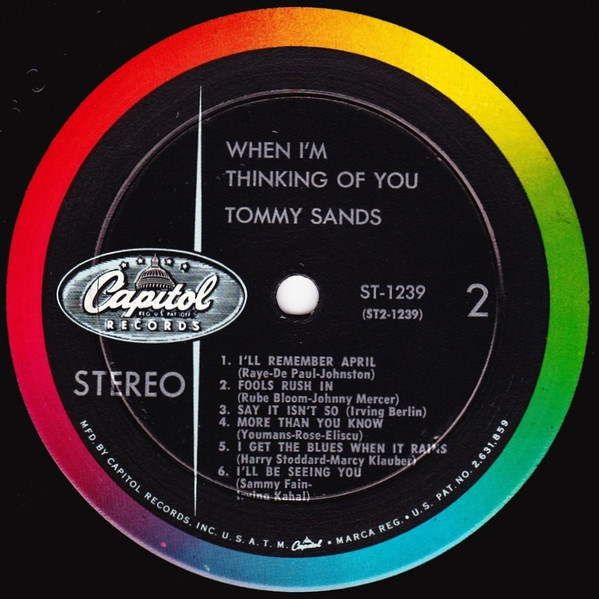 WHEN I'M
THINKING OF YOU
TOMMY SANDS
Capitol
REG. U.S. PAT. OFF.
RECORDS
STEREO
ST-1239
(ST2-1239)
2
1. I'LL REMEMBER APRIL
(Raye-De Paul-Johnston)
2. FOOLS RUSH IN
(Rube Bloom-Johnny Mercer)
3. SAY IT ISN'T SO (Irving Berlin)
4. MORE THAN YOU KNOW
(Youmans-Rose-Eliscu)
5. I GET THE BLUES WHEN IT RAINS
(Harry Stoddard-Marcy Klauber)
6. I'LL BE SEEING YOU
(Sammy Fain-
Irving Kahal)
MFD. BY CAPITOL RECORDS, INC. U.S.A. T.M. Capitol • MARCA REG. • U.S. PAT. NO. 2,631,859